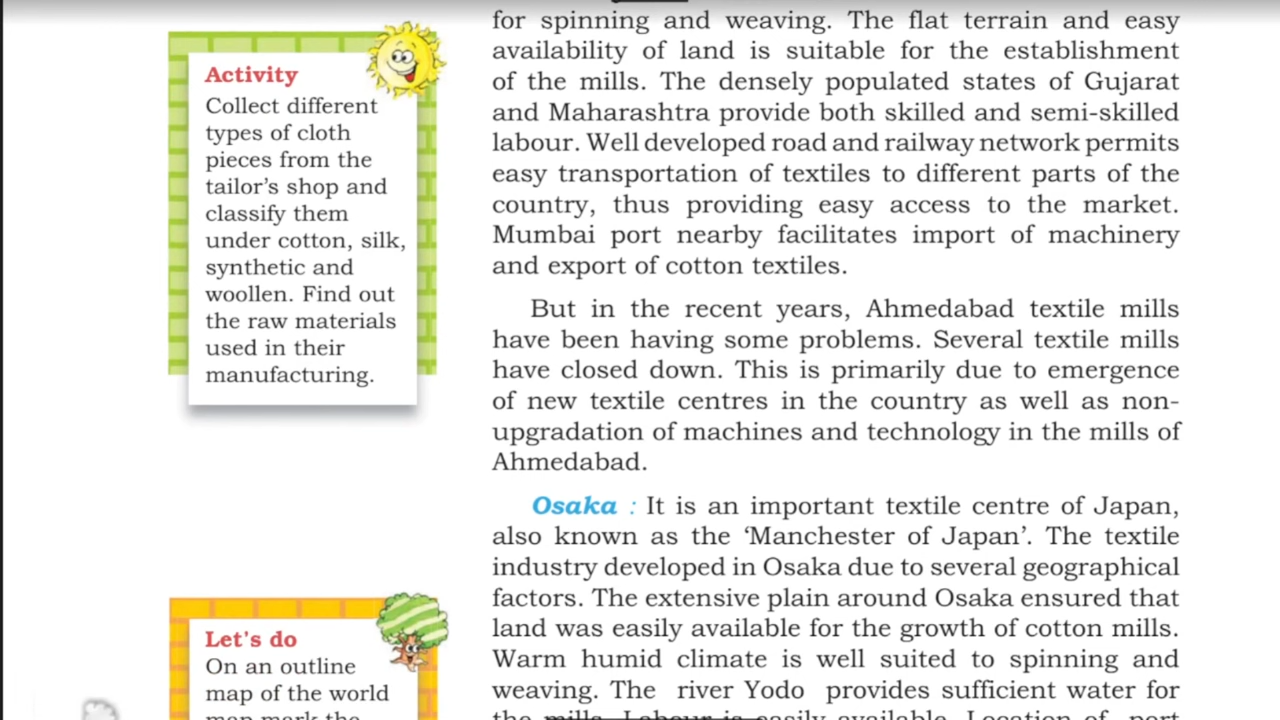 Activity
Collect different
types of cloth
pieces from the
tailor's shop and
classify them
under cotton, silk,
synthetic and
woollen. Find out
the raw materials
used in their
manufacturing.
Let's do
On an outline
map of the world
for spinning and weaving. The flat terrain and easy
availability of land is suitable for the establishment
of the mills. The densely populated states of Gujarat
and Maharashtra provide both skilled and semi-skilled
labour. Well developed road and railway network permits
easy transportation of textiles to different parts of the
country, thus providing easy access to the market.
Mumbai port nearby facilitates import of machinery
and export of cotton textiles.
But in the recent years, Ahmedabad textile mills
have been having some problems. Several textile mills
have closed down. This is primarily due to emergence
of new textile centres in the country as well as non-
upgradation of machines and technology in the mills of
Ahmedabad.
Osaka : It is an important textile centre of Japan,
also known as the ‘Manchester of Japan’. The textile
industry developed in Osaka due to several geographical
factors. The extensive plain around Osaka ensured that
land was easily available for the growth of cotton mills.
Warm humid climate is well suited to spinning and
weaving. The river Yodo provides sufficient water for
the mills. Labour is easily available. Location of port